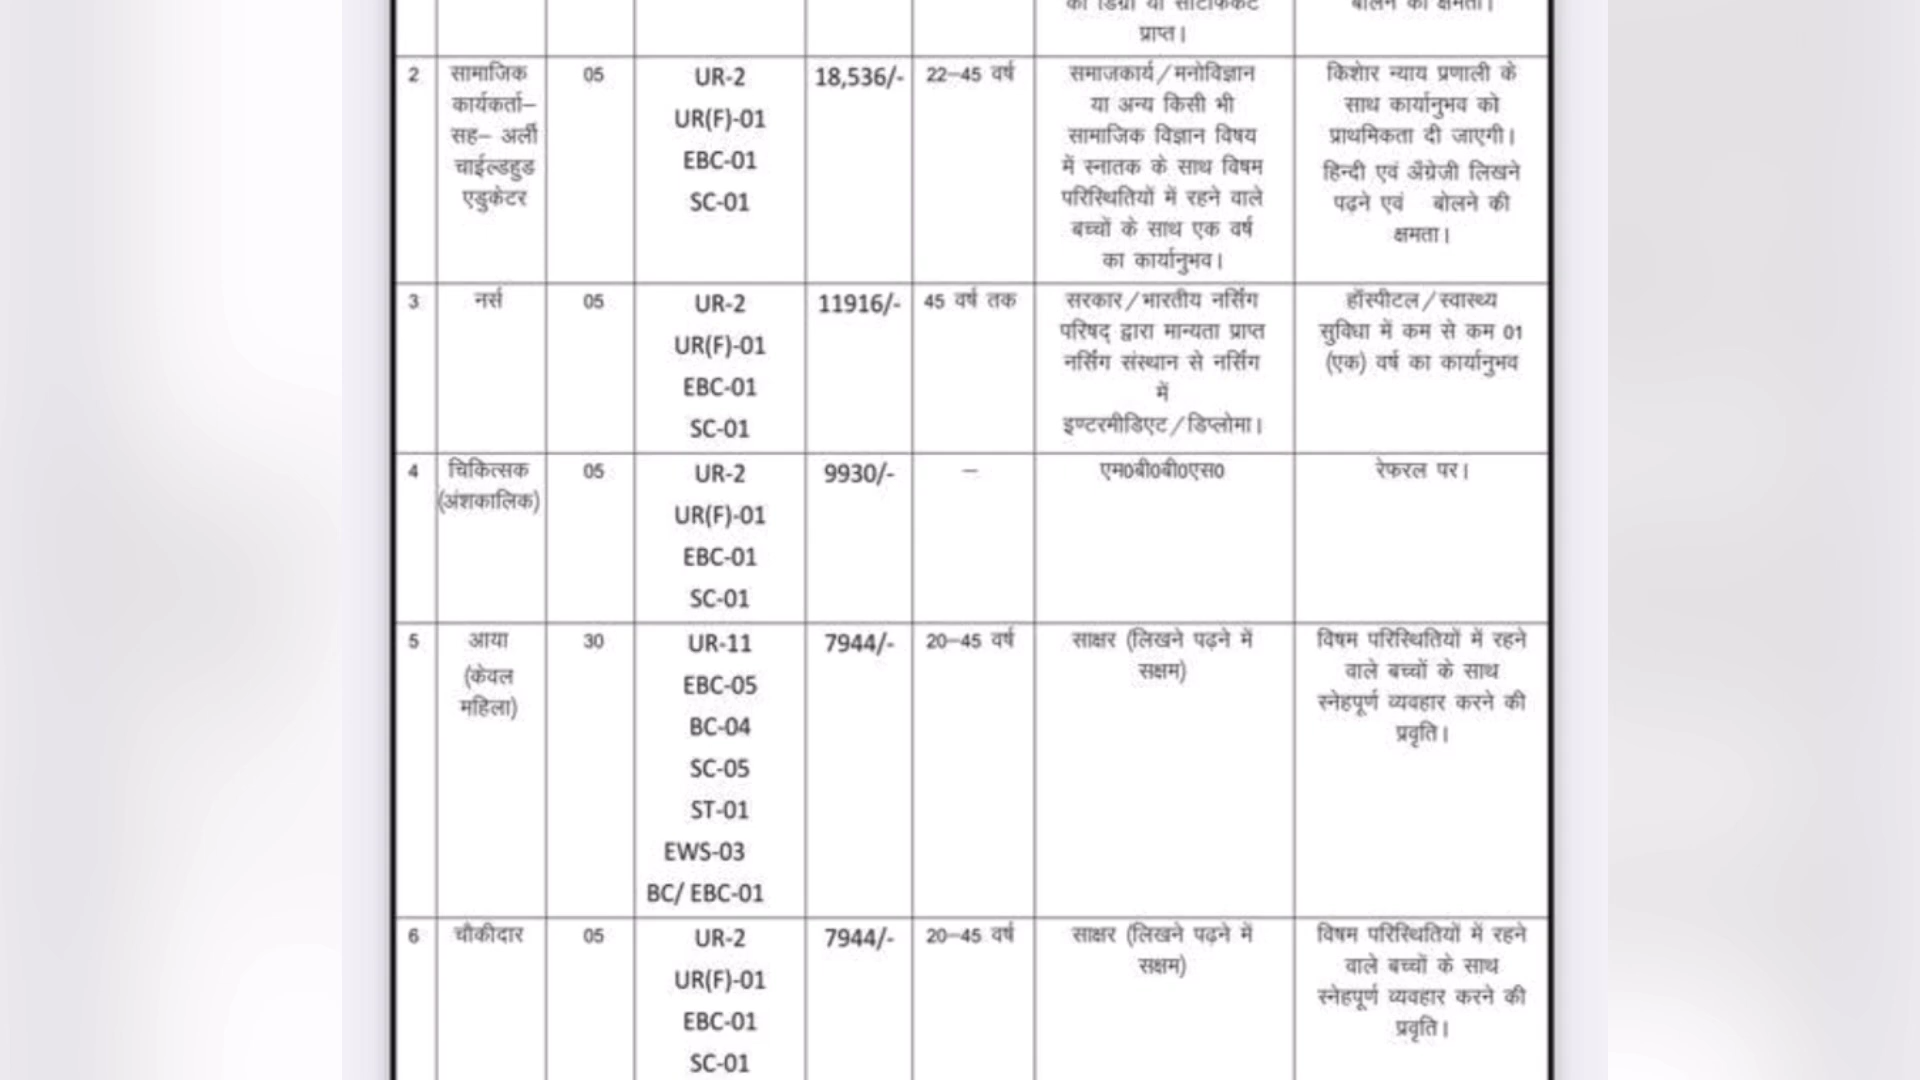 की डिग्री या सर्टिफिकेट
प्राप्त।
बोलने की क्षमता।
2
सामाजिक
कार्यकर्ता–
सह– अर्ली
चाईल्डहुड
एडुकेटर
05
UR-2
UR(F)-01
EBC-01
SC-01
18,536/-
22–45 वर्ष
समाजकार्य/मनोविज्ञान
या अन्य किसी भी
सामाजिक विज्ञान विषय
में स्नातक के साथ विषम
परिस्थितियों में रहने वाले
बच्चों के साथ एक वर्ष
का कार्यानुभव।
किशोर न्याय प्रणाली के
साथ कार्यानुभव को
प्राथमिकता दी जाएगी।
हिन्दी एवं अँग्रेज़ी लिखने
पढ़ने एवं बोलने की
क्षमता।
3
नर्स
05
UR-2
UR(F)-01
EBC-01
SC-01
11916/-
45 वर्ष तक
सरकार/भारतीय नर्सिंग
परिषद् द्वारा मान्यता प्राप्त
नर्सिंग संस्थान से नर्सिंग
में
इण्टरमीडिएट/डिप्लोमा।
हॉस्पीटल/स्वास्थ्य
सुविधा में कम से कम 01
(एक) वर्ष का कार्यानुभव
4
चिकित्सक
(अंशकालिक)
05
UR-2
UR(F)-01
EBC-01
SC-01
9930/-
–
एम0बी0बी0एस0
रेफरल पर।
5
आया
(केवल
महिला)
30
UR-11
EBC-05
BC-04
SC-05
ST-01
EWS-03
BC/ EBC-01
7944/-
20–45 वर्ष
साक्षर (लिखने पढ़ने में
सक्षम)
विषम परिस्थितियों में रहने
वाले बच्चों के साथ
स्नेहपूर्ण व्यवहार करने की
प्रवृति।
6
चौकीदार
05
UR-2
UR(F)-01
EBC-01
SC-01
7944/-
20–45 वर्ष
साक्षर (लिखने पढ़ने में
सक्षम)
विषम परिस्थितियों में रहने
वाले बच्चों के साथ
स्नेहपूर्ण व्यवहार करने की
प्रवृति।